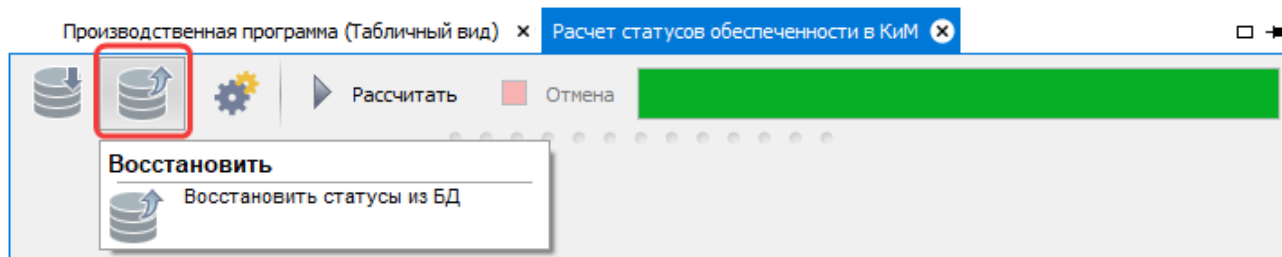 Производственная программа (Табличный вид) Расчет статусов обеспеченности в КиМ
Рассчитать Отмена
Восстановить
Восстановить статусы из БД